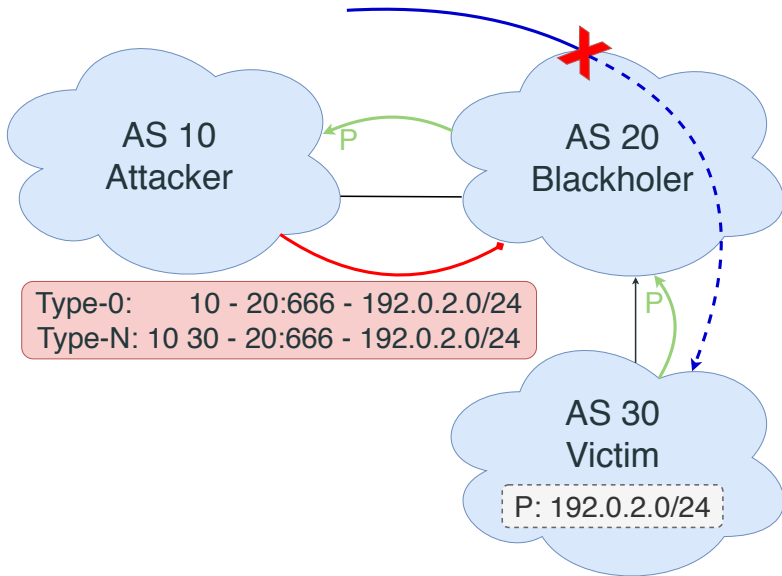 AS 10
Attacker
P
AS 20
Blackholer
Type-0: 10 - 20:666 - 192.0.2.0/24
Type-N: 10 30 - 20:666 - 192.0.2.0/24
P
AS 30
Victim
P: 192.0.2.0/24